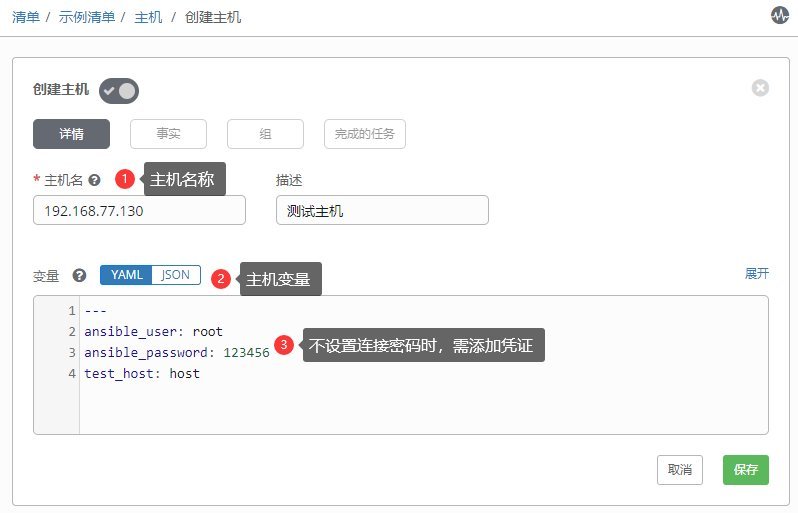 清单 / 示例清单 / 主机 / 创建主机
创建主机
详情 事实 组 完成的任务
* 主机名 ? 1 主机名称 描述
192.168.77.130 测试主机
变量 ? YAML JSON 2 主机变量 展开
1 ---
2 ansible_user: root
3 ansible_password: 123456 3 不设置连接密码时，需添加凭证
4 test_host: host
取消 保存